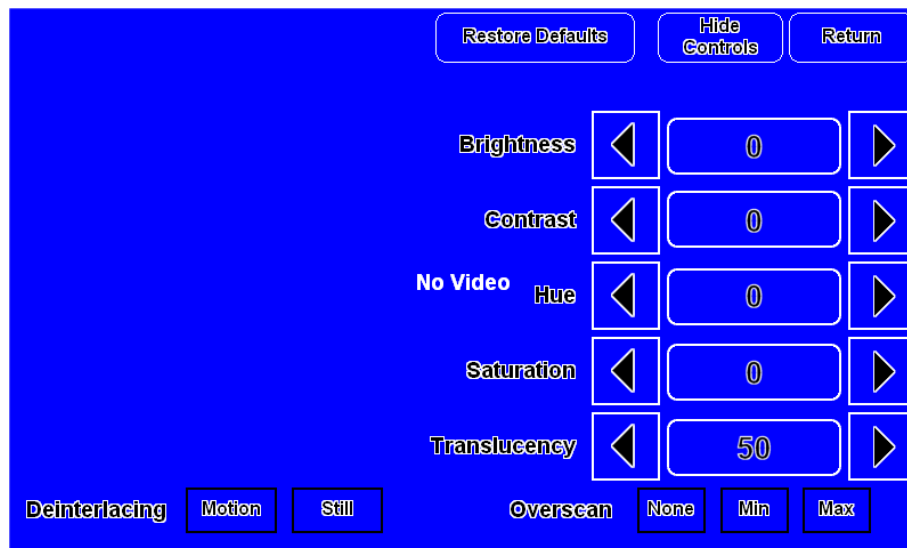 Restore Defaults
Hide
Controls
Return
Brightness 0
Contrast 0
No Video
Hue 0
Saturation 0
Translucency 50
Deinterlacing Motion Still Overscan None Min Max